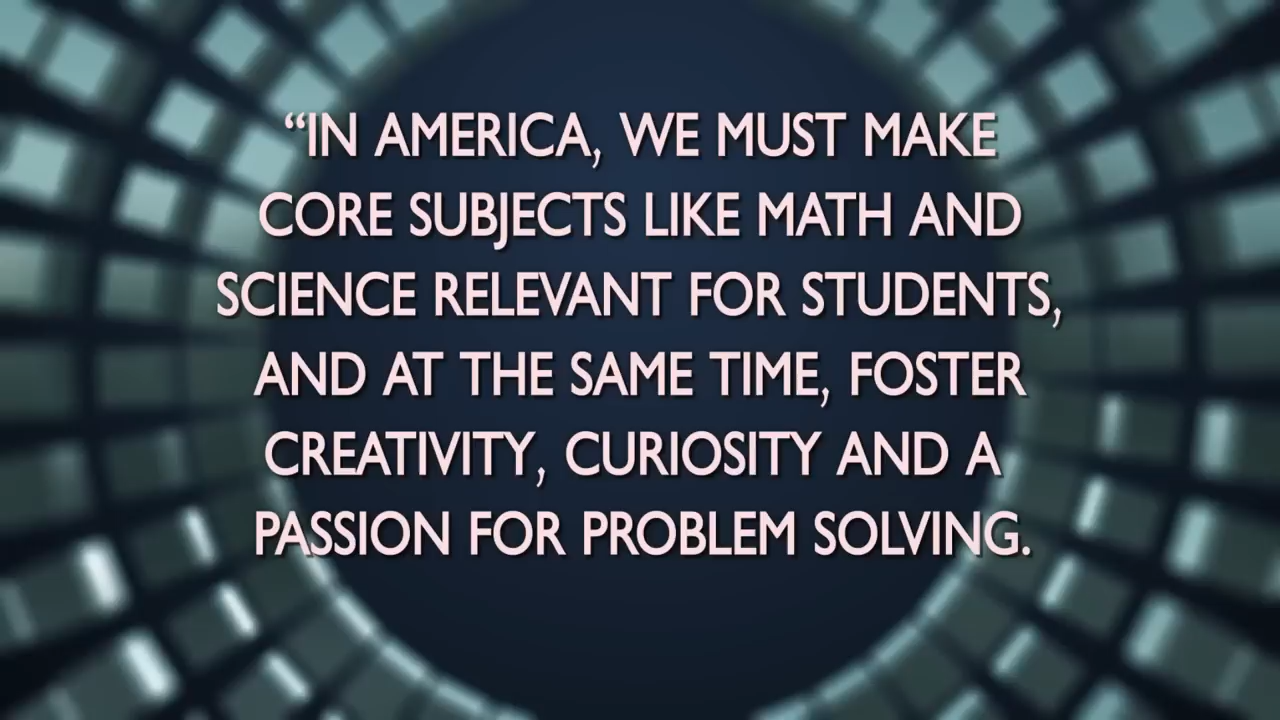 “IN AMERICA, WE MUST MAKE
CORE SUBJECTS LIKE MATH AND
SCIENCE RELEVANT FOR STUDENTS,
AND AT THE SAME TIME, FOSTER
CREATIVITY, CURIOSITY AND A
PASSION FOR PROBLEM SOLVING.